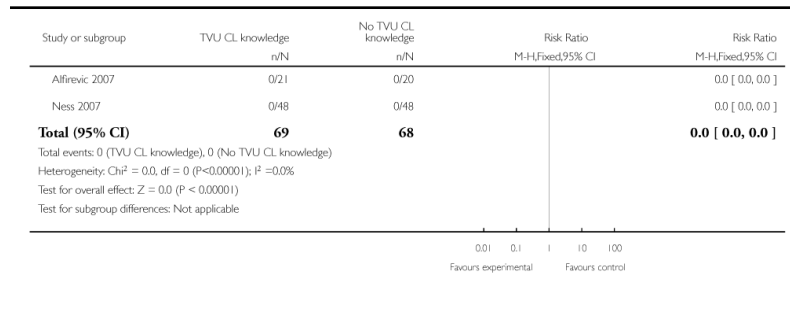 Study or subgroup TVU CL knowledge No TVU CL knowledge Risk Ratio Risk Ratio
n/N n/N M-H,Fixed,95% CI M-H,Fixed,95% CI
Alfirevic 2007 0/21 0/20 0.0 [ 0.0, 0.0 ]
Ness 2007 0/48 0/48 0.0 [ 0.0, 0.0 ]
Total (95% CI) 69 68 0.0 [ 0.0, 0.0 ]
Total events: 0 (TVU CL knowledge), 0 (No TVU CL knowledge)
Heterogeneity: Chi² = 0.0, df = 0 (P<0.00001); I² =0.0%
Test for overall effect: Z = 0.0 (P < 0.00001)
Test for subgroup differences: Not applicable
0.01 0.1 1 10 100
Favours experimental Favours control